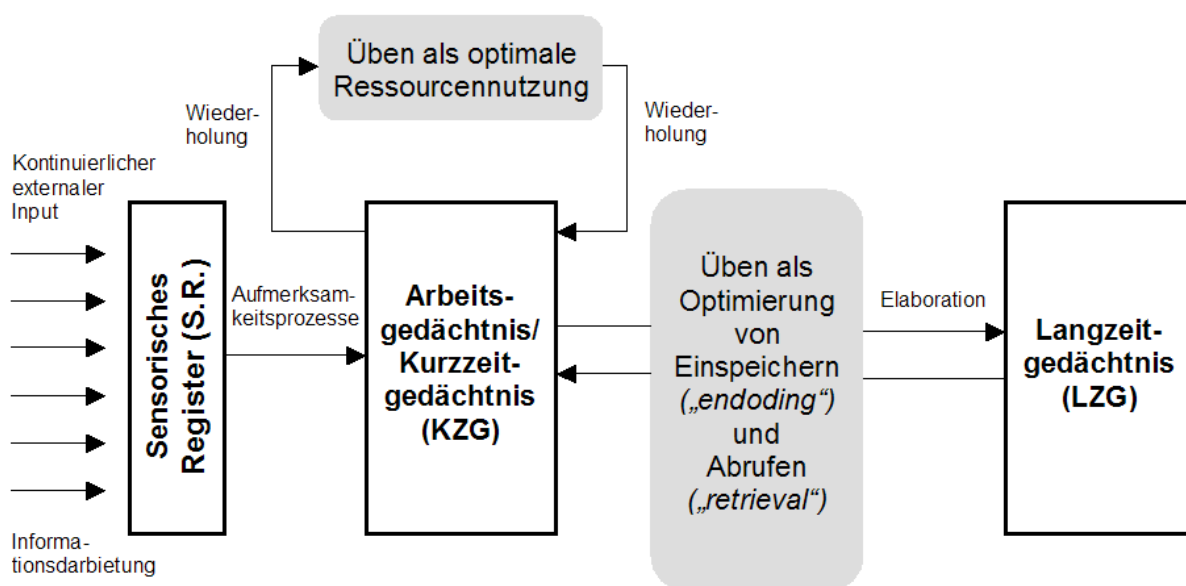 Üben als optimale
Ressourcennutzung
Wieder-
holung
Wieder-
holung
Kontinuierlicher
externaler
Input
Informa-
tionsdarbietung
Sensorisches
Register (S.R.)
Aufmerksam-
keitsprozesse
Arbeits-
gedächtnis/
Kurzzeit-
gedächtnis
(KZG)
Üben als
Optimierung
von
Einspeichern
(„endoding“)
und
Abrufen
(„retrieval“)
Elaboration
Langzeit-
gedächtnis
(LZG)